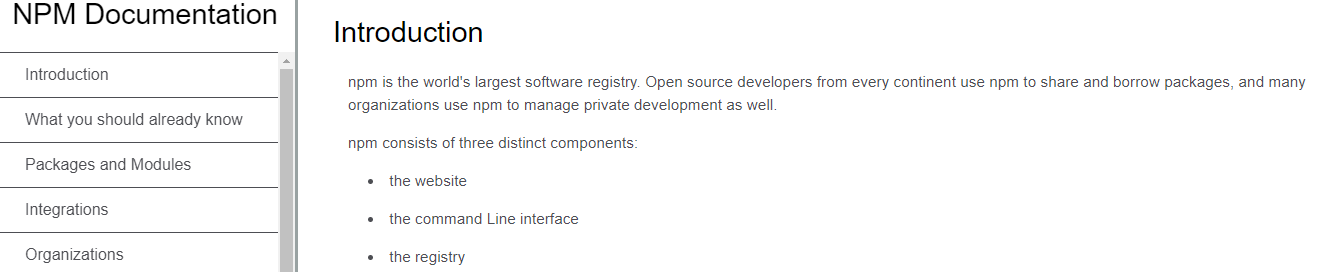 NPM Documentation
Introduction
What you should already know
Packages and Modules
Integrations
Organizations
Introduction
npm is the world's largest software registry. Open source developers from every continent use npm to share and borrow packages, and many
organizations use npm to manage private development as well.
npm consists of three distinct components:
• the website
• the command Line interface
• the registry